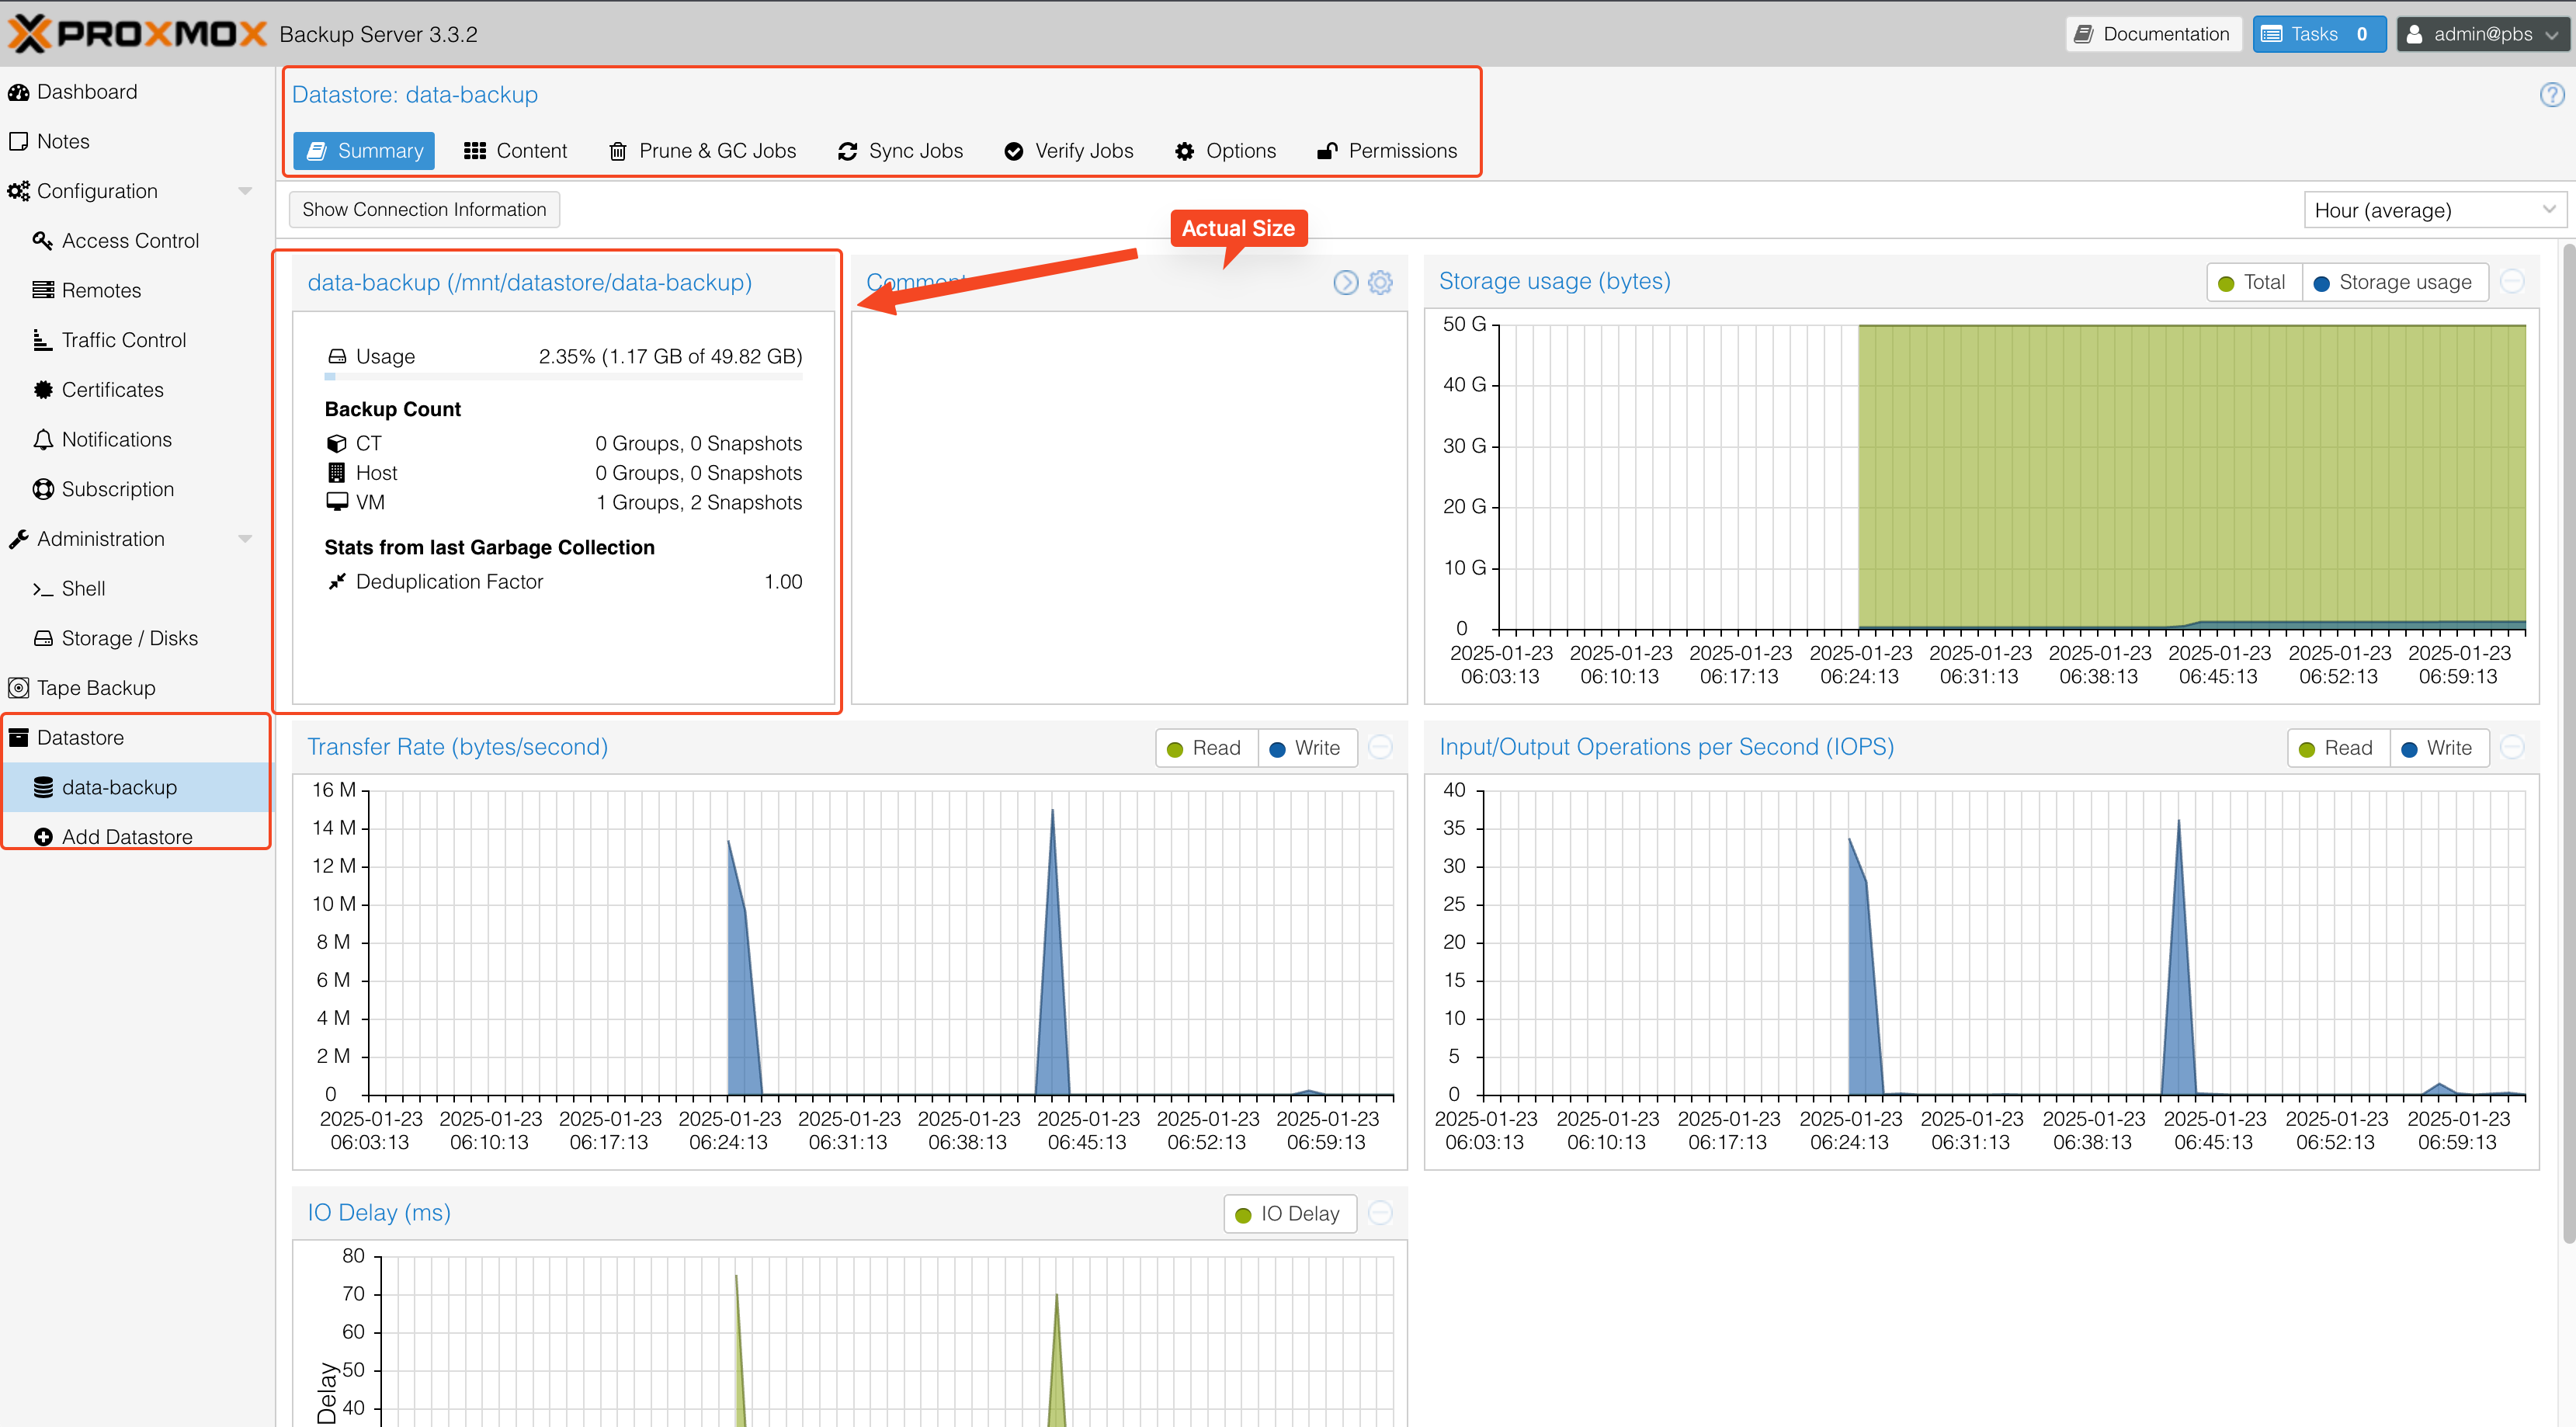 PROXMOX Backup Server 3.3.2
Documentation
Tasks 0
admin@pbs
Dashboard
Notes
Configuration
Access Control
Remotes
Traffic Control
Certificates
Notifications
Subscription
Administration
Shell
Storage / Disks
Tape Backup
Datastore
data-backup
Add Datastore
Datastore: data-backup
Summary Content Prune & GC Jobs Sync Jobs Verify Jobs Options Permissions
Show Connection Information
Hour (average)
Actual Size
data-backup (/mnt/datastore/data-backup)
Usage 2.35% (1.17 GB of 49.82 GB)
Backup Count
CT 0 Groups, 0 Snapshots
Host 0 Groups, 0 Snapshots
VM 1 Groups, 2 Snapshots
Stats from last Garbage Collection
Deduplication Factor 1.00
Comment
Storage usage (bytes)
Total Storage usage
50 G
40 G
30 G
20 G
10 G
0
2025-01-23 2025-01-23 2025-01-23 2025-01-23 2025-01-23 2025-01-23 2025-01-23 2025-01-23 2025-01-23
06:03:13 06:10:13 06:17:13 06:24:13 06:31:13 06:38:13 06:45:13 06:52:13 06:59:13
Transfer Rate (bytes/second)
Read Write
16 M
14 M
12 M
10 M
8 M
6 M
4 M
2 M
0
2025-01-23 2025-01-23 2025-01-23 2025-01-23 2025-01-23 2025-01-23 2025-01-23 2025-01-23 2025-01-23
06:03:13 06:10:13 06:17:13 06:24:13 06:31:13 06:38:13 06:45:13 06:52:13 06:59:13
Input/Output Operations per Second (IOPS)
Read Write
40
35
30
25
20
15
10
5
0
2025-01-23 2025-01-23 2025-01-23 2025-01-23 2025-01-23 2025-01-23 2025-01-23 2025-01-23 2025-01-23
06:03:13 06:10:13 06:17:13 06:24:13 06:31:13 06:38:13 06:45:13 06:52:13 06:59:13
IO Delay (ms)
IO Delay
80
70
60
50
40
Delay